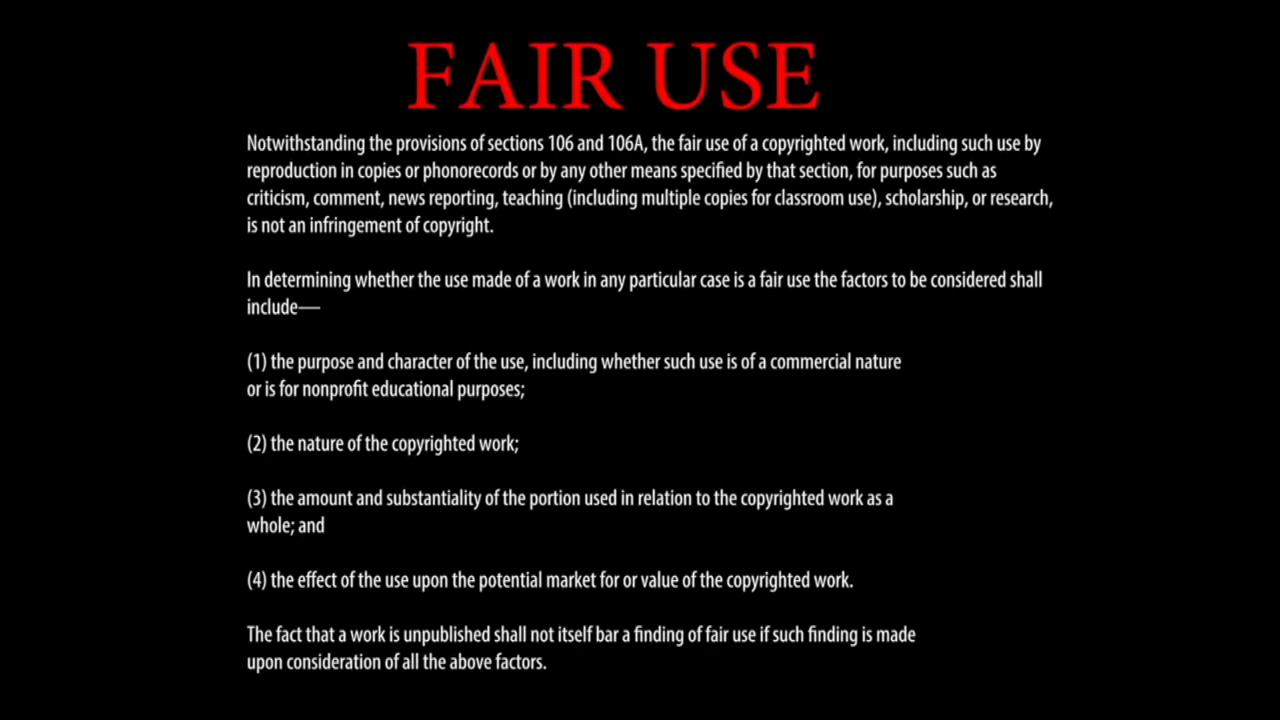 FAIR USE
Notwithstanding the provisions of sections 106 and 106A, the fair use of a copyrighted work, including such use by
reproduction in copies or phonorecords or by any other means specified by that section, for purposes such as
criticism, comment, news reporting, teaching (including multiple copies for classroom use), scholarship, or research,
is not an infringement of copyright.
In determining whether the use made of a work in any particular case is a fair use the factors to be considered shall
include—
(1) the purpose and character of the use, including whether such use is of a commercial nature
or is for nonprofit educational purposes;
(2) the nature of the copyrighted work;
(3) the amount and substantiality of the portion used in relation to the copyrighted work as a
whole; and
(4) the effect of the use upon the potential market for or value of the copyrighted work.
The fact that a work is unpublished shall not itself bar a finding of fair use if such finding is made
upon consideration of all the above factors.